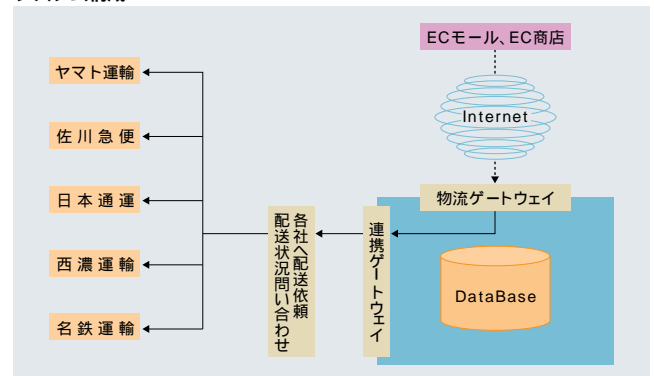 ECモール、EC商店
Internet
物流ゲートウェイ
ヤマト運輸
佐川急便
日本通運
西濃運輸
名鉄運輸
各社へ配送依頼
配送状況問い合わせ
連携ゲートウェイ
DataBase